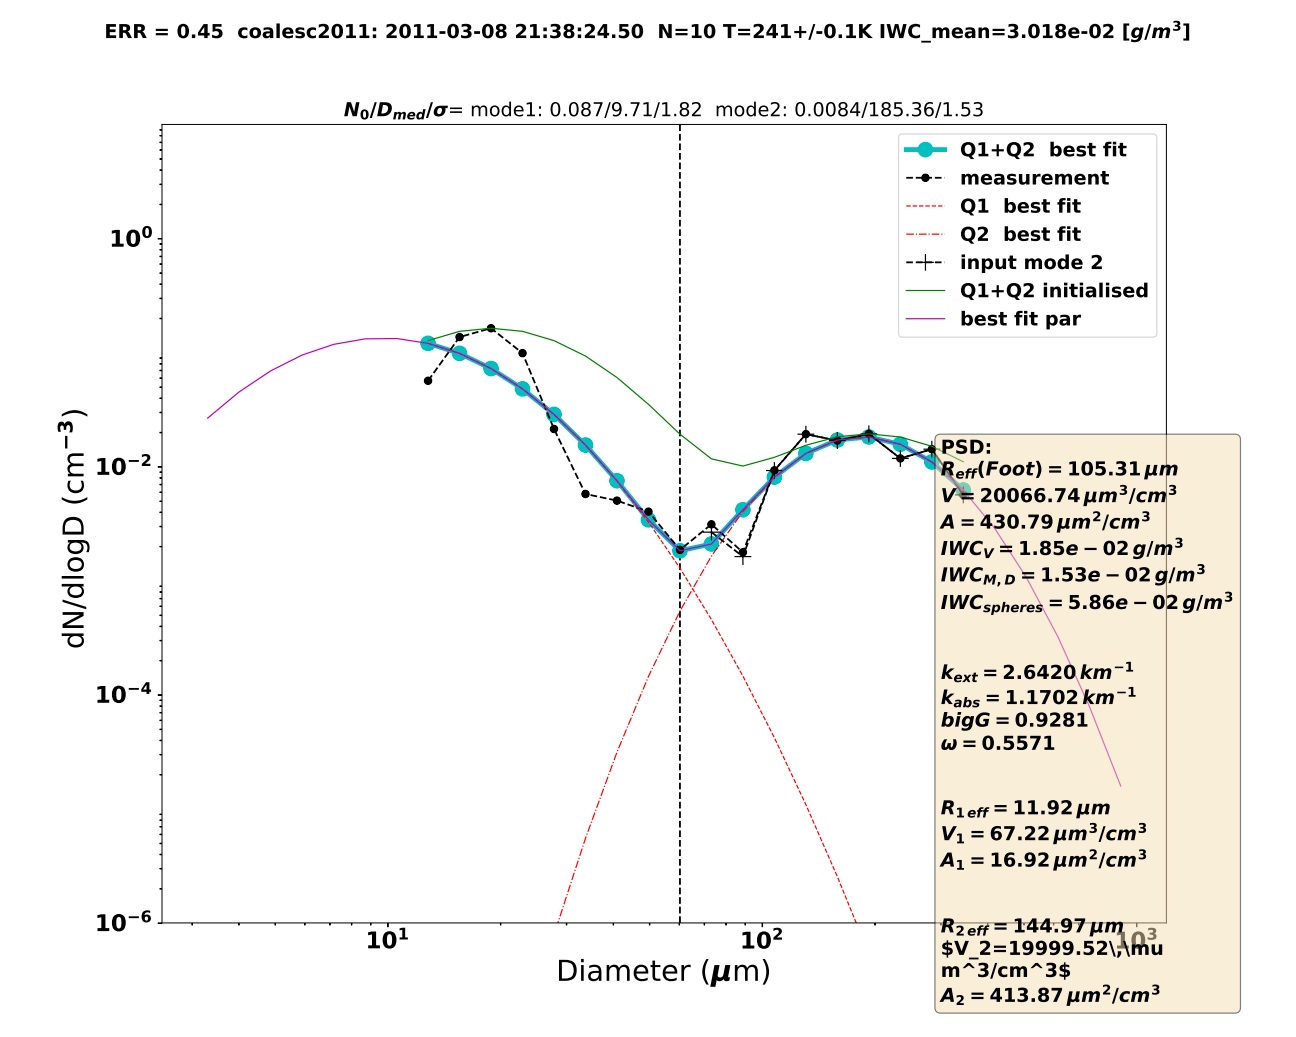 ERR = 0.45  coalesc2011: 2011-03-08 21:38:24.50  N=10 T=241+/-0.1K IWC_mean=3.018e-02 [g/m³]
N₀/D_med/σ= mode1: 0.087/9.71/1.82  mode2: 0.0084/185.36/1.53
Q1+Q2  best fit
measurement
Q1  best fit
Q2  best fit
input mode 2
Q1+Q2 initialised
best fit par
10⁰
10⁻²
10⁻⁴
10⁻⁶
dN/dlogD (cm⁻³)
10¹
10²
10³
Diameter (μm)
PSD:
R_eff(Foot) = 105.31 μm
V = 20066.74 μm³/cm³
A = 430.79 μm²/cm³
IWC_V = 1.85e − 02 g/m³
IWC_M,D = 1.53e − 02 g/m³
IWC_spheres = 5.86e − 02 g/m³
k_ext = 2.6420 km⁻¹
k_abs = 1.1702 km⁻¹
bigG = 0.9281
ω = 0.5571
R₁ eff = 11.92 μm
V₁ = 67.22 μm³/cm³
A₁ = 16.92 μm²/cm³
R₂ eff = 144.97 μm
$V_2=19999.52\,\mu
m^3/cm^3$
A₂ = 413.87 μm²/cm³